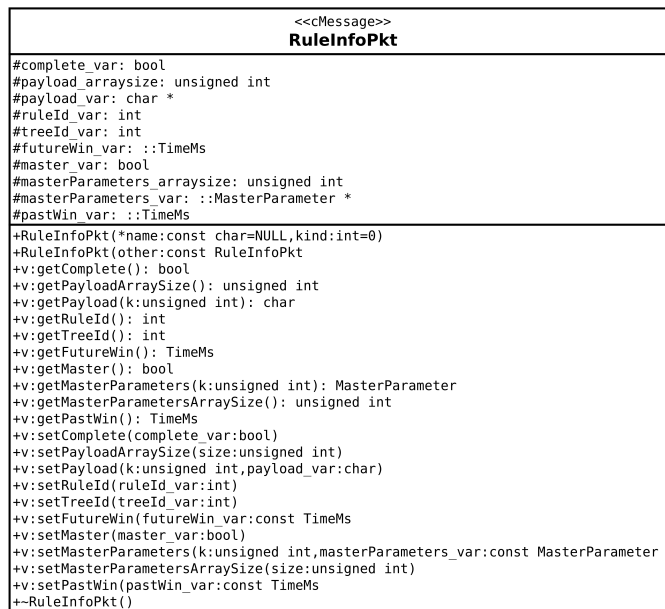 <<cMessage>>
RuleInfoPkt
#complete_var: bool
#payload_arraysize: unsigned int
#payload_var: char *
#ruleId_var: int
#treeId_var: int
#futureWin_var: ::TimeMs
#master_var: bool
#masterParameters_arraysize: unsigned int
#masterParameters_var: ::MasterParameter *
#pastWin_var: ::TimeMs
+RuleInfoPkt(*name:const char=NULL,kind:int=0)
+RuleInfoPkt(other:const RuleInfoPkt
+v:getComplete(): bool
+v:getPayloadArraySize(): unsigned int
+v:getPayload(k:unsigned int): char
+v:getRuleId(): int
+v:getTreeId(): int
+v:getFutureWin(): TimeMs
+v:getMaster(): bool
+v:getMasterParameters(k:unsigned int): MasterParameter
+v:getMasterPametersArraySize(): unsigned int
+v:getPastWin(): TimeMs
+v:setComplete(complete_var:bool)
+v:setPayloadArraySize(size:unsigned int)
+v:setPayload(k:unsigned int,payload_var:char)
+v:setRuleId(ruleId_var:int)
+v:setTreeId(treeId_var:int)
+v:setFutureWin(futureWin_var:const TimeMs
+v:setMaster(master_var:bool)
+v:setMasterParameters(k:unsigned int,masterParameters_var:const MasterParameter
+v:setMasterParametersArraySize(size:unsigned int)
+v:setPastWin(pastWin_var:const TimeMs
+~RuleInfoPkt()